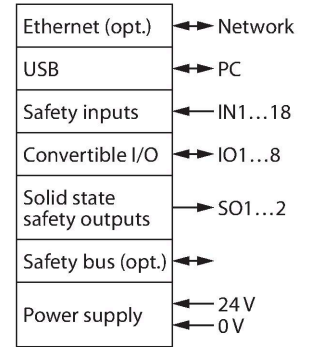 Ethernet (opt.) Network
USB PC
Safety inputs IN1...18
Convertible I/O IO1...8
Solid state
safety outputs SO1...2
Safety bus (opt.)
Power supply 24 V
0 V